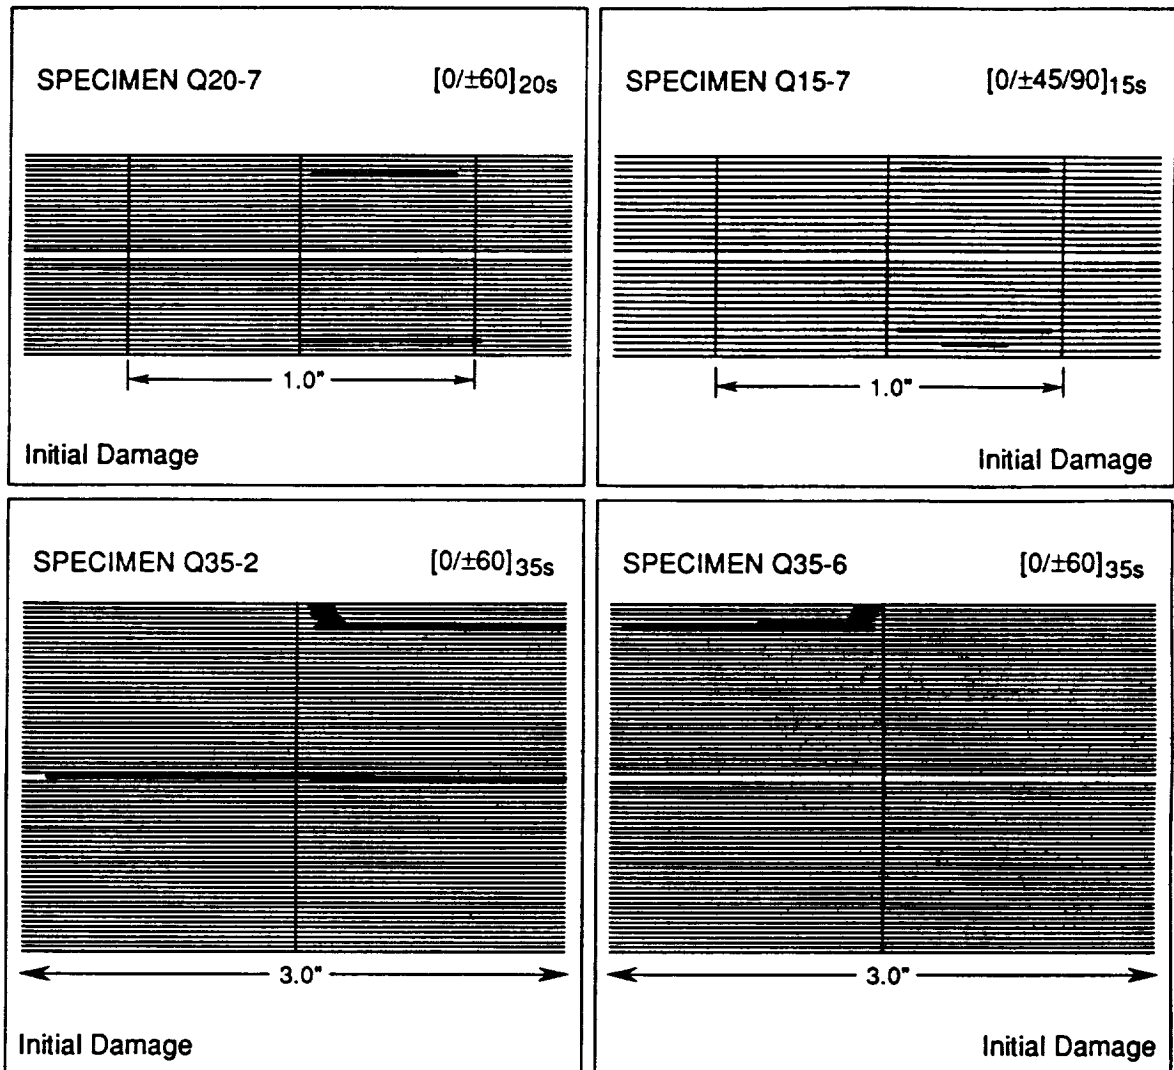 SPECIMEN Q20-7 [0/±60]20s
1.0"
Initial Damage
SPECIMEN Q15-7 [0/±45/90]15s
1.0"
Initial Damage
SPECIMEN Q35-2 [0/±60]35s
3.0"
Initial Damage
SPECIMEN Q35-6 [0/±60]35s
3.0"
Initial Damage